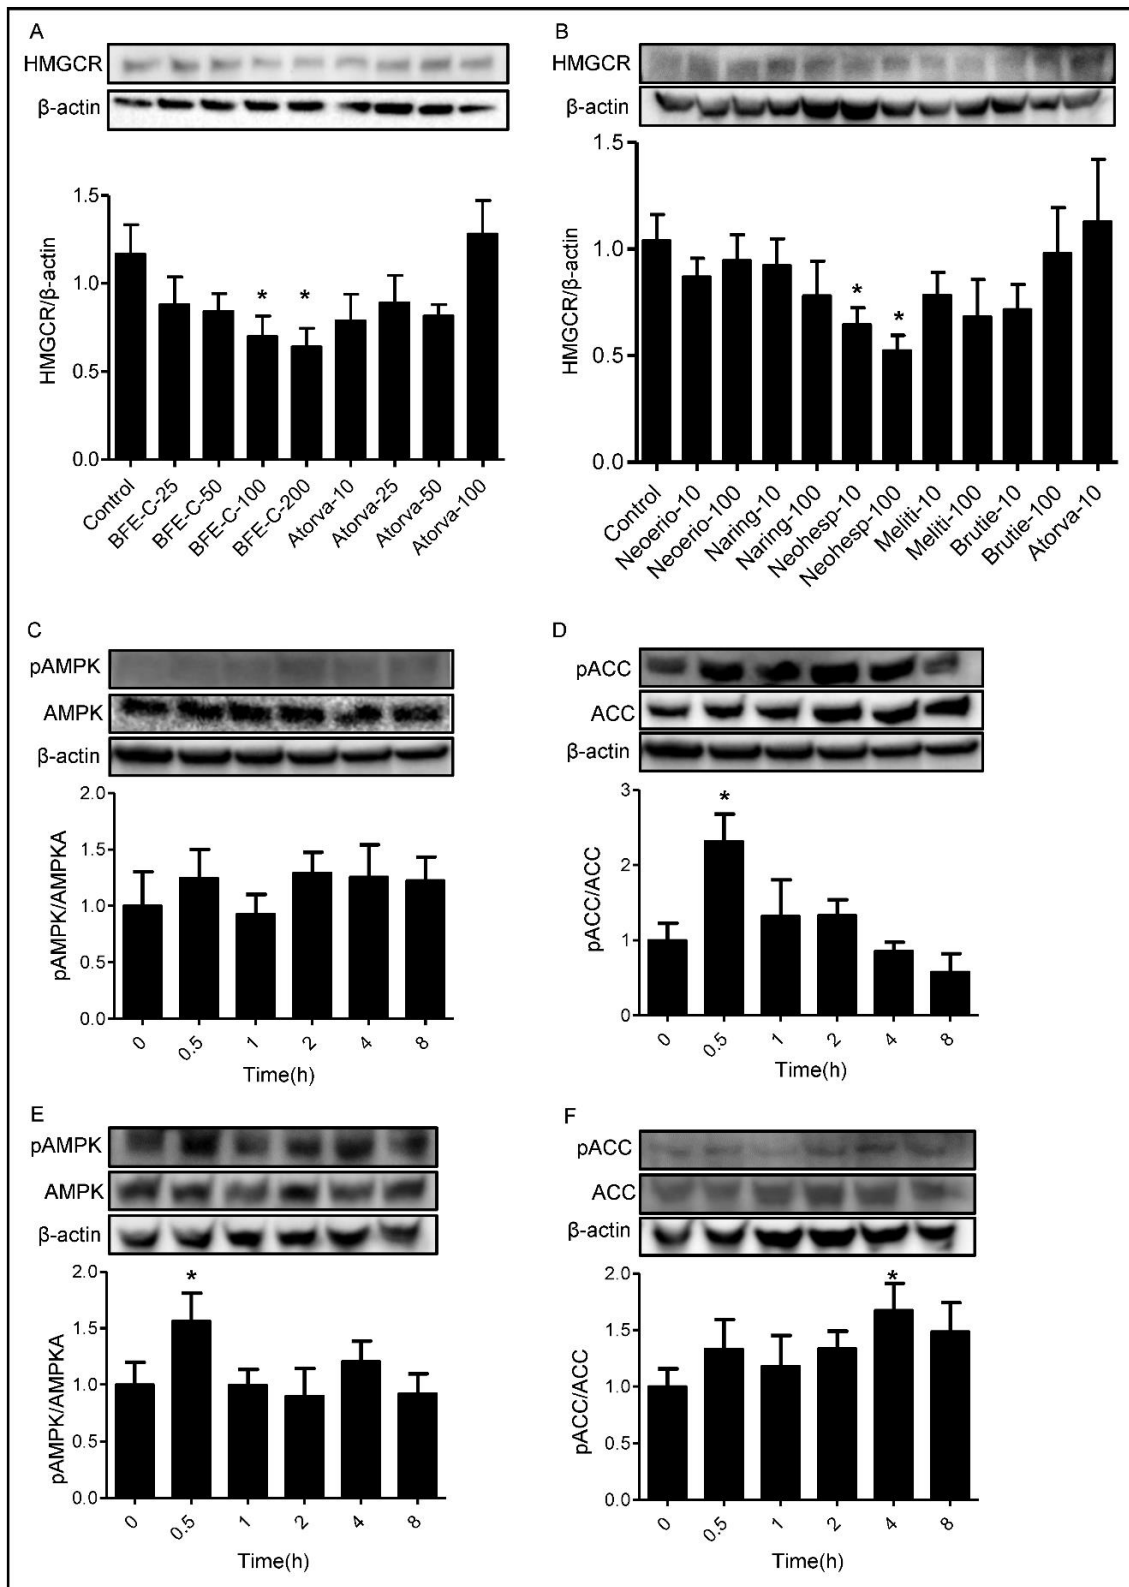 A
HMGCR
β-actin
HMGCR/β-actin
1.5
1.0
0.5
0.0
Control
BFE-C-25
BFE-C-50
BFE-C-100
BFE-C-200
Atorva-10
Atorva-25
Atorva-50
Atorva-100
* *
B
HMGCR
β-actin
HMGCR/β-actin
1.5
1.0
0.5
0.0
Control
Neoerio-10
Neoerio-100
Naring-10
Naring-100
Neohesp-10
Neohesp-100
Meliti-10
Meliti-100
Brutie-10
Brutie-100
Atorva-10
* *
C
pAMPK
AMPK
β-actin
pAMPK/AMPKA
2.0
1.5
1.0
0.5
0.0
0 0.5 1 2 4 8
Time(h)
D
pACC
ACC
β-actin
pACC/ACC
3
2
1
0
*
0 0.5 1 2 4 8
Time(h)
E
pAMPK
AMPK
β-actin
pAMPK/AMPKA
2.0
1.5
1.0
0.5
0.0
*
0 0.5 1 2 4 8
Time(h)
F
pACC
ACC
β-actin
pACC/ACC
2.0
1.5
1.0
0.5
0.0
*
0 0.5 1 2 4 8
Time(h)